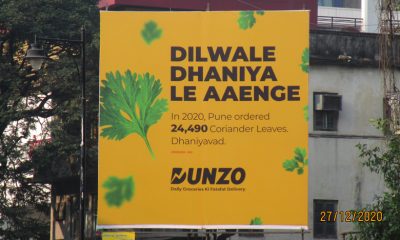 DILWALE
DHANIYA
LE AAENGE
In 2020, Pune ordered
24,490 Coriander Leaves.
Dhaniyavad.
DUNZO
Daily Groceries Ki Fatafat Delivery
27/12/2020